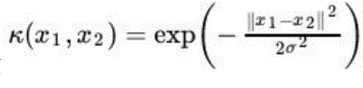 κ(x₁, x₂) = exp(− ‖x₁−x₂‖² / 2σ²)